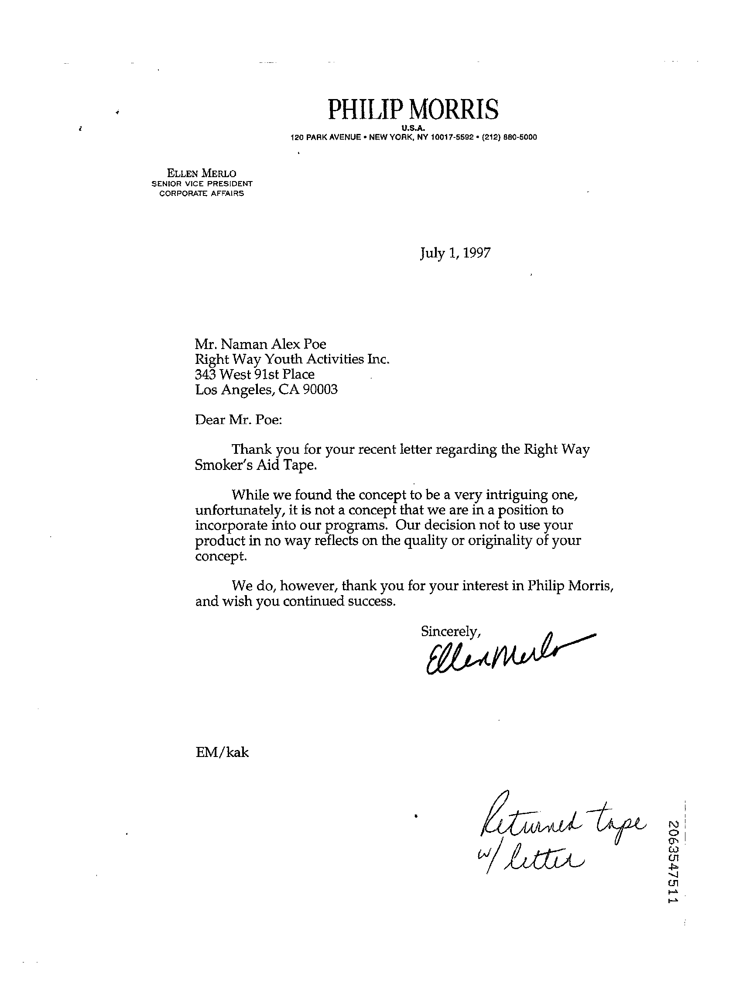 PHILIP MORRIS
U.S.A.
120 PARK AVENUE • NEW YORK, NY 10017-5592 • (212) 880-5000
ELLEN MERLO
SENIOR VICE PRESIDENT
CORPORATE AFFAIRS
July 1, 1997
Mr. Naman Alex Poe
Right Way Youth Activities Inc.
343 West 91st Place
Los Angeles, CA 90003
Dear Mr. Poe:
Thank you for your recent letter regarding the Right Way
Smoker's Aid Tape.
While we found the concept to be a very intriguing one,
unfortunately, it is not a concept that we are in a position to
incorporate into our programs.  Our decision not to use your
product in no way reflects on the quality or originality of your
concept.
We do, however, thank you for your interest in Philip Morris,
and wish you continued success.
Sincerely,
Ellen Merlo
EM/kak
Returned tape
w/ letter
2063547511